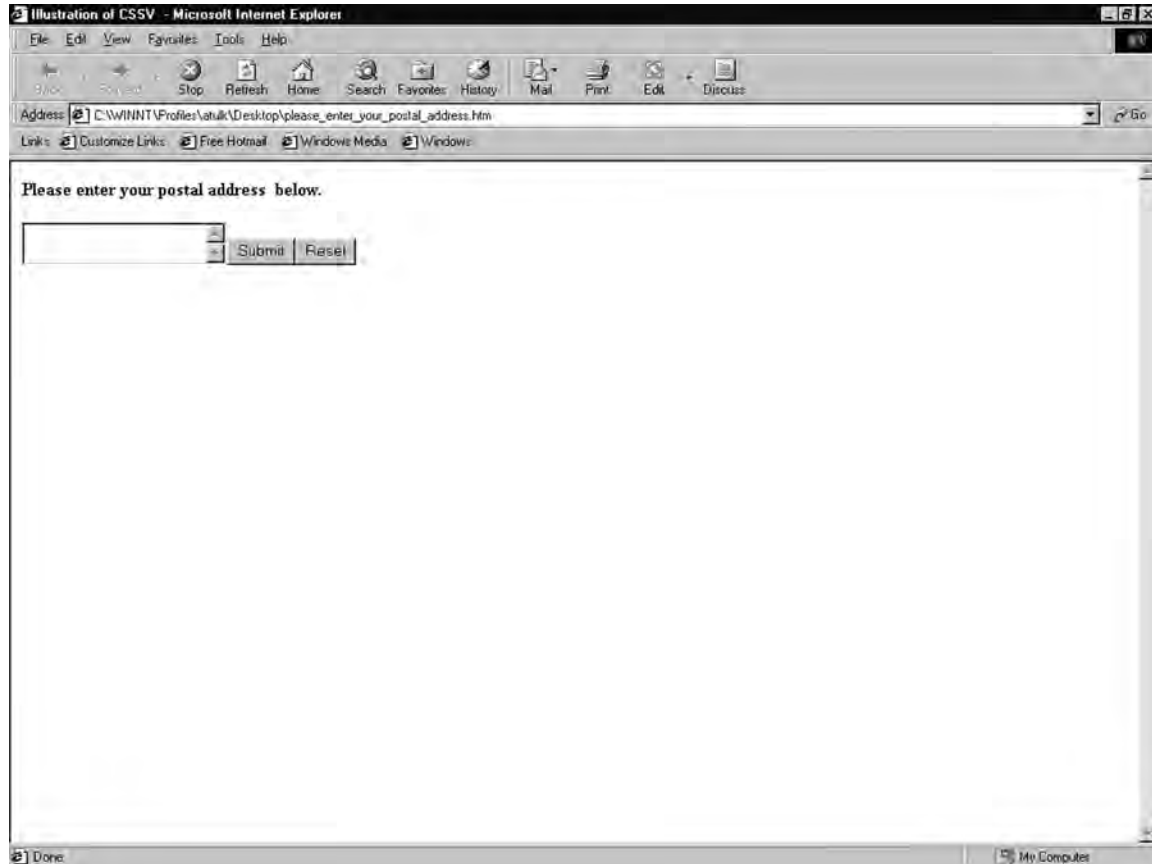 Illustration of CSSV - Microsoft Internet Explorer
File Edit View Favorites Tools Help
Back Forward Stop Refresh Home Search Favorites History Mail Print Edit Discuss
Address C:\WINNT\Profiles\atulk\Desktop\please_enter_your_postal_address.htm Go
Links Customize Links Free Hotmail Windows Media Windows
Please enter your postal address below.
Submit Reset
Done My Computer